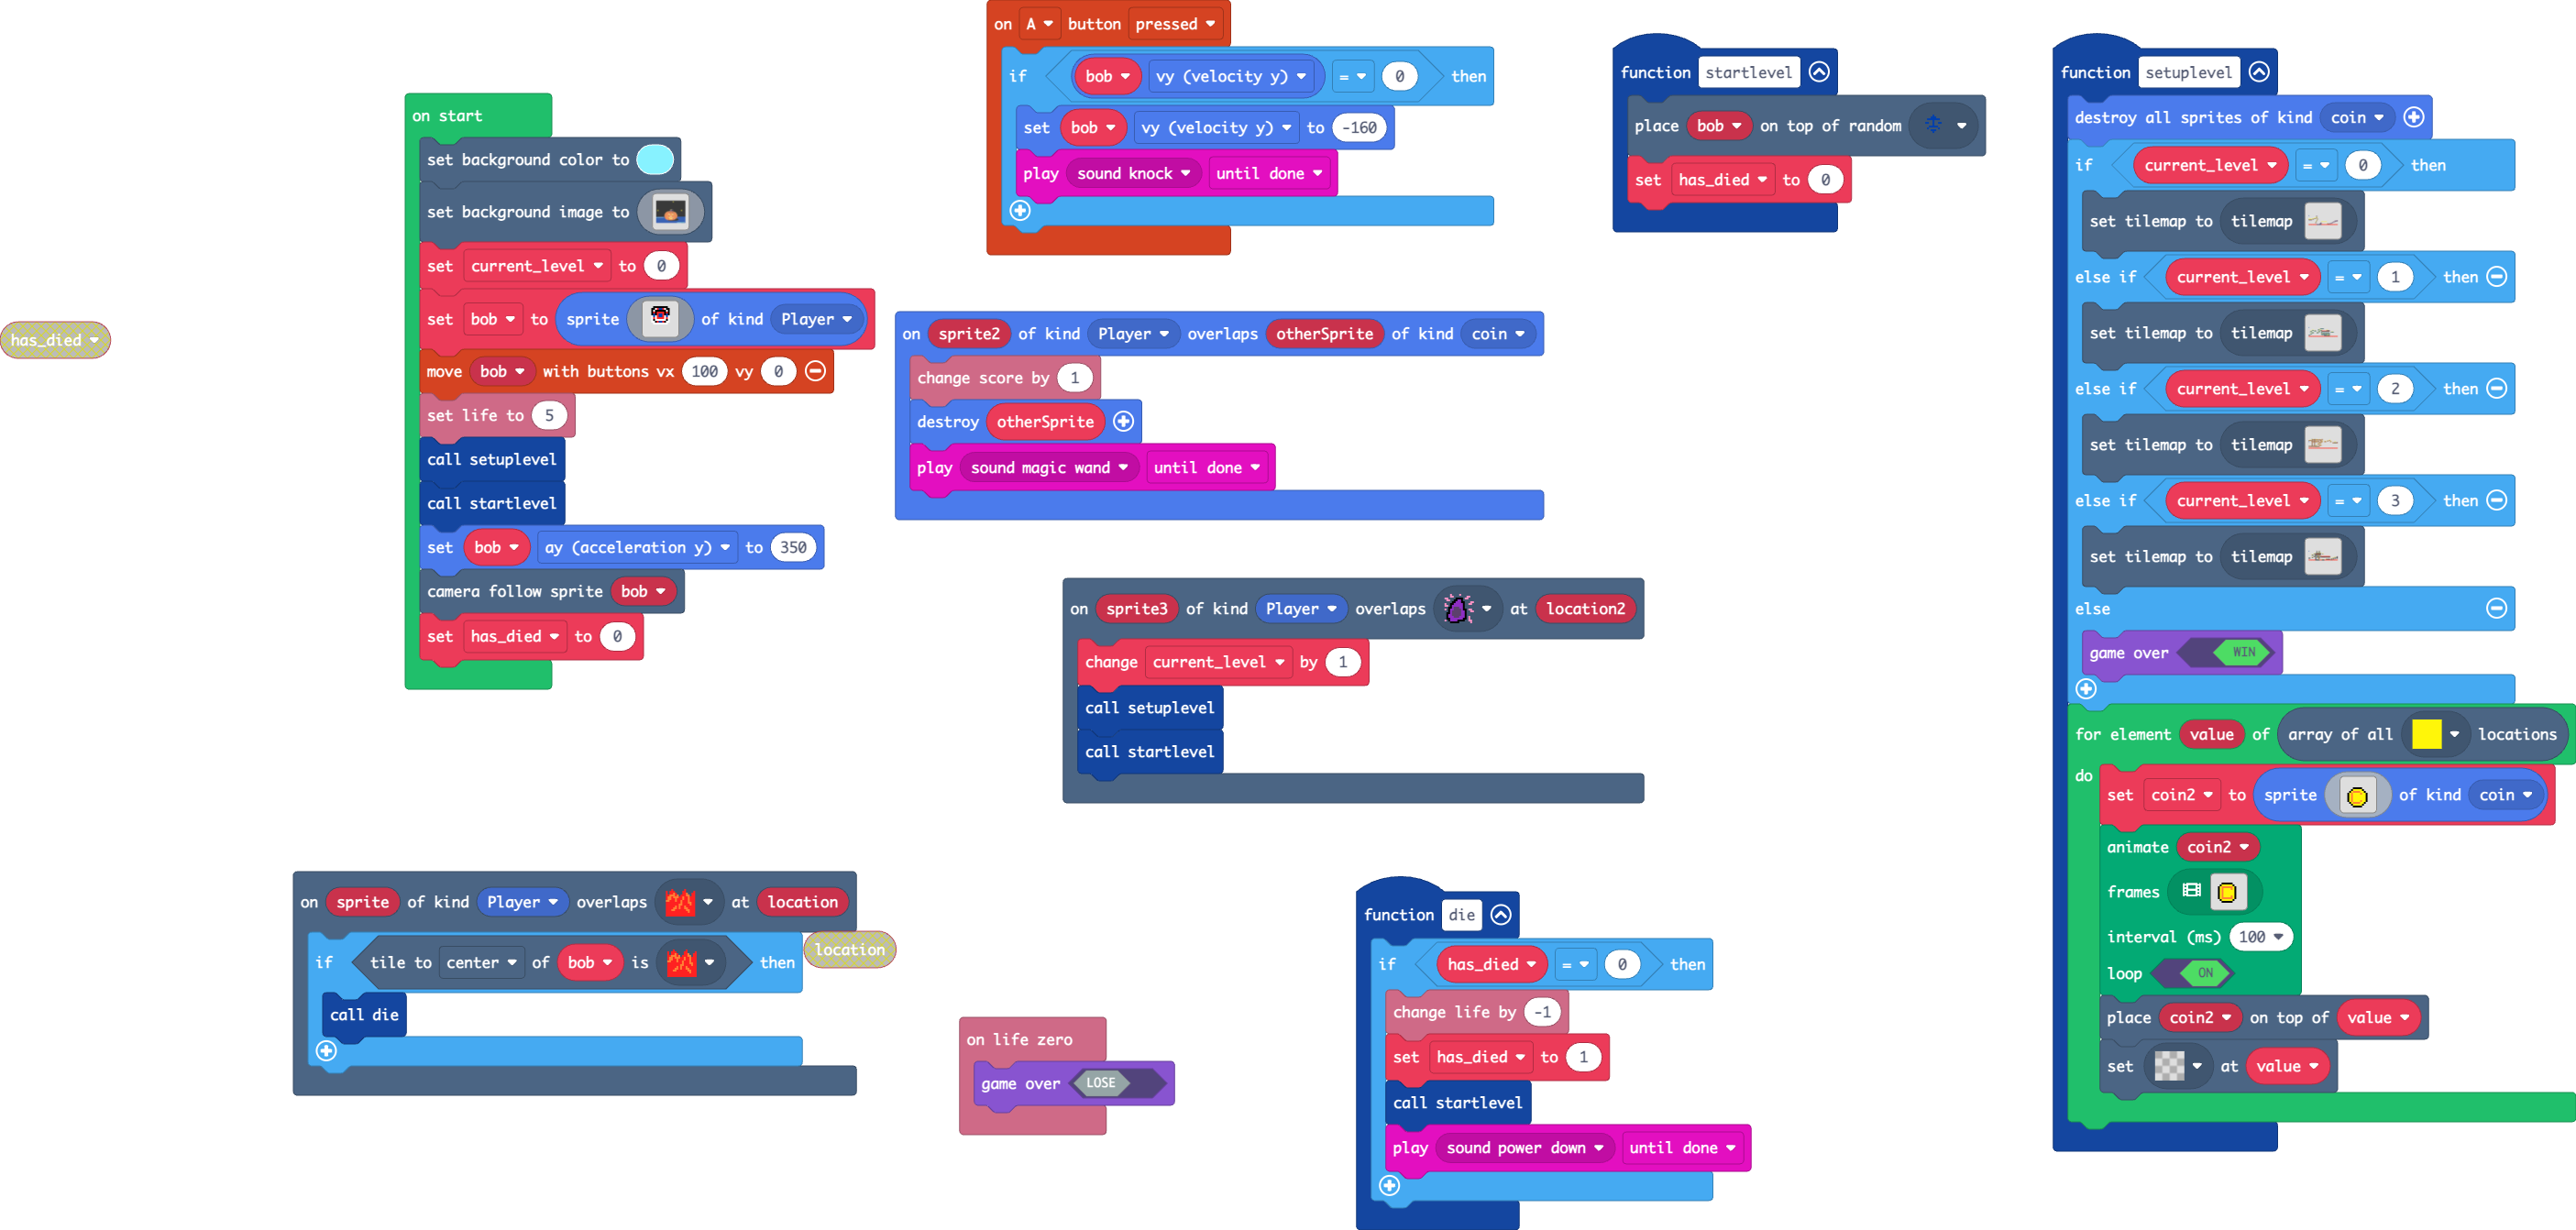 on start
set background color to
set background image to
set current_level to 0
set bob to sprite of kind Player
move bob with buttons vx 100 vy 0
set life to 5
call setuplevel
call startlevel
set bob ay (acceleration y) to 350
camera follow sprite bob
set has_died to 0
has_died
on A button pressed
if bob vy (velocity y) = 0 then
set bob vy (velocity y) to -160
play sound knock until done
on sprite2 of kind Player overlaps otherSprite of kind coin
change score by 1
destroy otherSprite
play sound magic wand until done
on sprite3 of kind Player overlaps at location2
change current_level by 1
call setuplevel
call startlevel
on sprite of kind Player overlaps at location
if tile to center of bob is then
call die
location
on life zero
game over LOSE
function startlevel
place bob on top of random
set has_died to 0
function die
if has_died = 0 then
change life by -1
set has_died to 1
call startlevel
play sound power down until done
function setuplevel
destroy all sprites of kind coin
if current_level = 0 then
set tilemap to tilemap
else if current_level = 1 then
set tilemap to tilemap
else if current_level = 2 then
set tilemap to tilemap
else if current_level = 3 then
set tilemap to tilemap
else
game over WIN
for element value of array of all locations
do
set coin2 to sprite of kind coin
animate coin2
frames
interval (ms) 100
loop ON
place coin2 on top of value
set at value